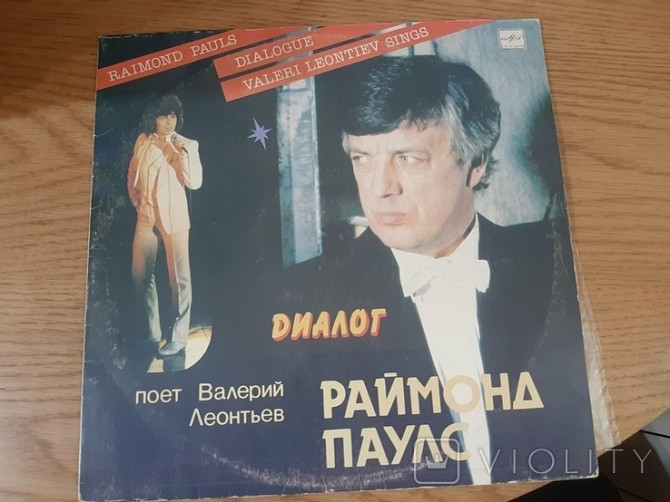 RAIMOND PAULS
DIALOGUE
VALERI LEONTIEV SINGS
ДИАЛОГ
поет Валерий
Леонтьев
РАЙМОНД
ПАУЛС
VIOLITY